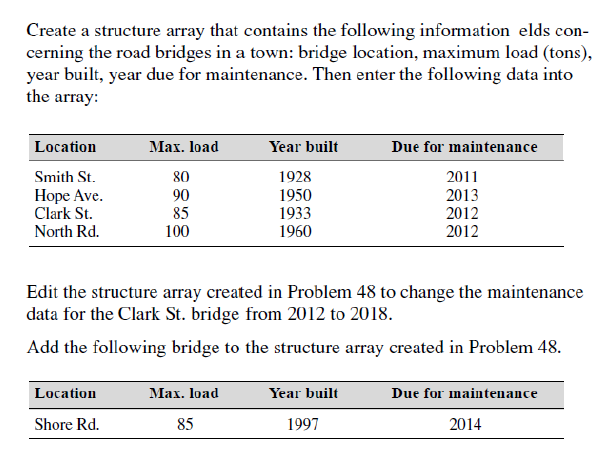 Create a structure array that contains the following information elds con-
cerning the road bridges in a town: bridge location, maximum load (tons),
year built, year due for maintenance. Then enter the following data into
the array:
Location Max. load Year built Due for maintenance
Smith St. 80 1928 2011
Hope Ave. 90 1950 2013
Clark St. 85 1933 2012
North Rd. 100 1960 2012
Edit the structure array created in Problem 48 to change the maintenance
data for the Clark St. bridge from 2012 to 2018.
Add the following bridge to the structure array created in Problem 48.
Location Max. load Year built Due for maintenance
Shore Rd. 85 1997 2014